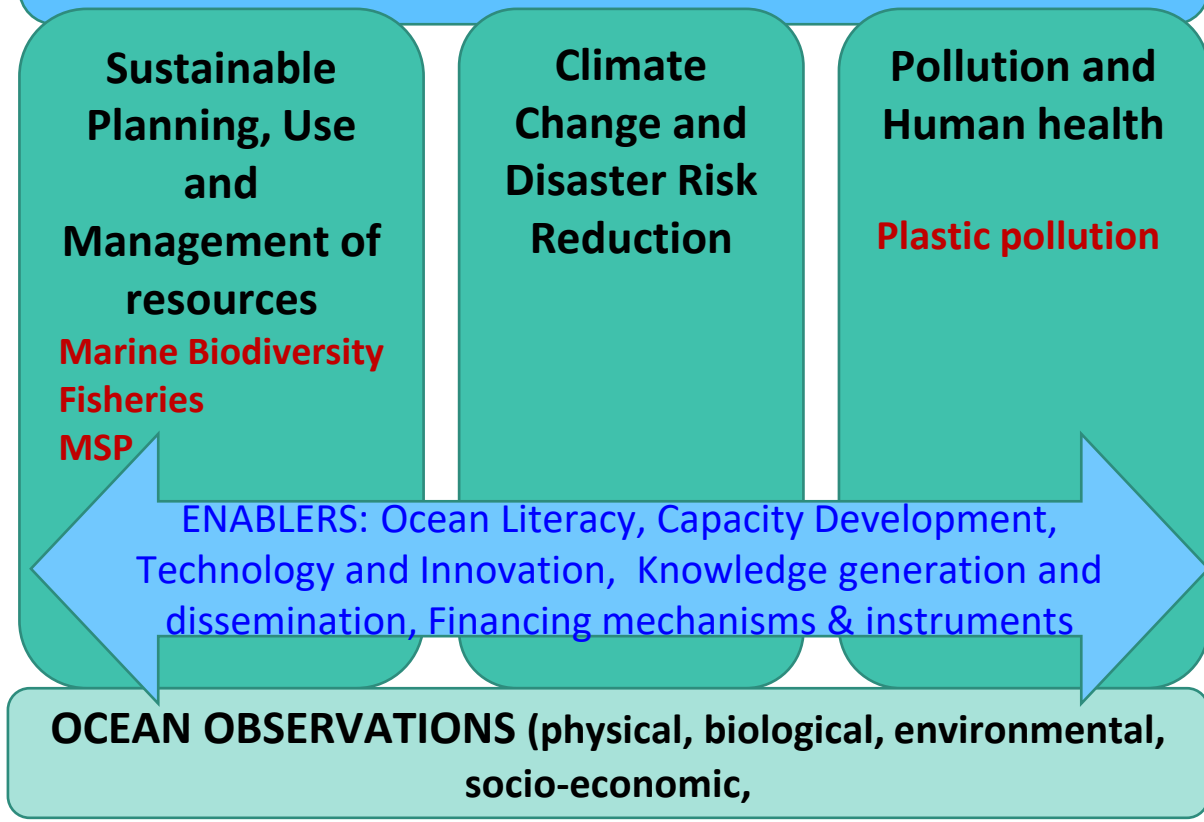 Sustainable
Planning, Use
and
Management of
resources
Marine Biodiversity
Fisheries
MSP
Climate
Change and
Disaster Risk
Reduction
Pollution and
Human health
Plastic pollution
ENABLERS: Ocean Literacy, Capacity Development,
Technology and Innovation, Knowledge generation and
dissemination, Financing mechanisms & instruments
OCEAN OBSERVATIONS (physical, biological, environmental,
socio-economic,